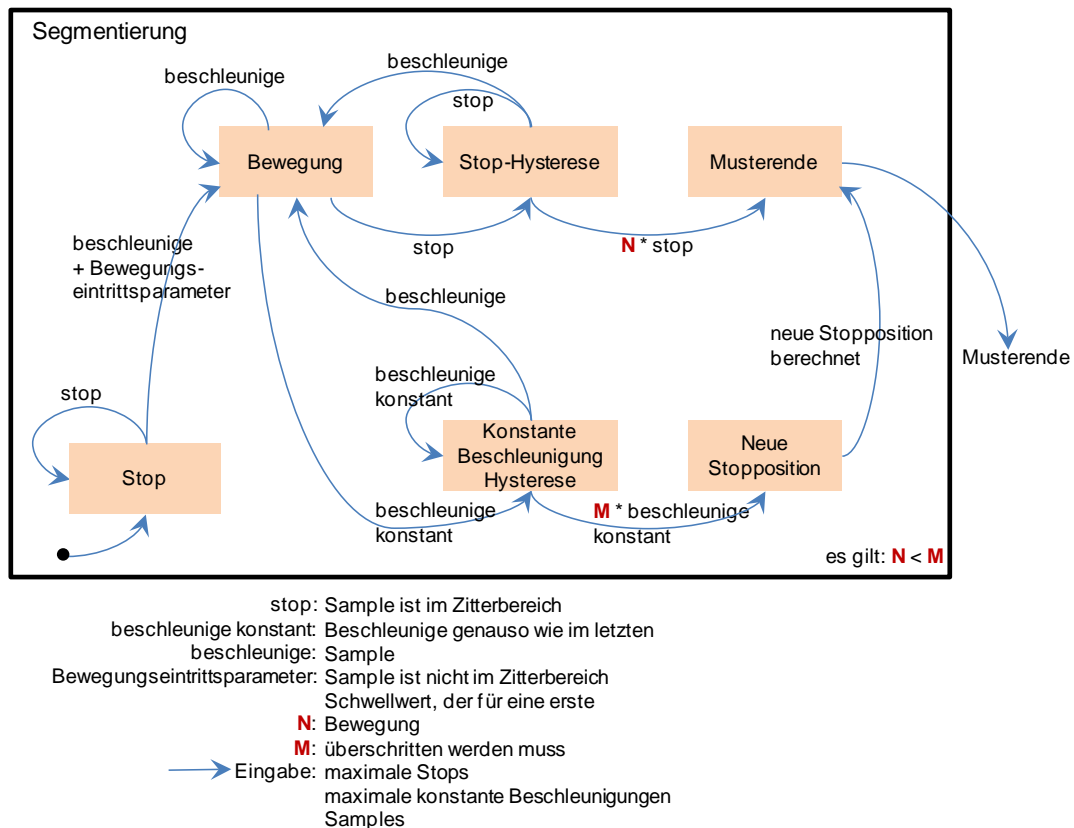 Segmentierung
beschleunige
beschleunige
stop
Bewegung
Stop-Hysterese
Musterende
beschleunige
+ Bewegungs-
eintrittsparameter
stop
N * stop
beschleunige
neue Stopposition
berechnet
Musterende
beschleunige
konstant
stop
Konstante
Beschleunigung
Hysterese
Neue
Stopposition
Stop
beschleunige
konstant
M * beschleunige
konstant
es gilt: N < M
stop: Sample ist im Zitterbereich
beschleunige konstant: Beschleunige genauso wie im letzten
beschleunige: Sample
Bewegungseintrittsparameter: Sample ist nicht im Zitterbereich
Schwellwert, der für eine erste
N: Bewegung
M: überschritten werden muss
Eingabe: maximale Stops
maximale konstante Beschleunigungen
Samples